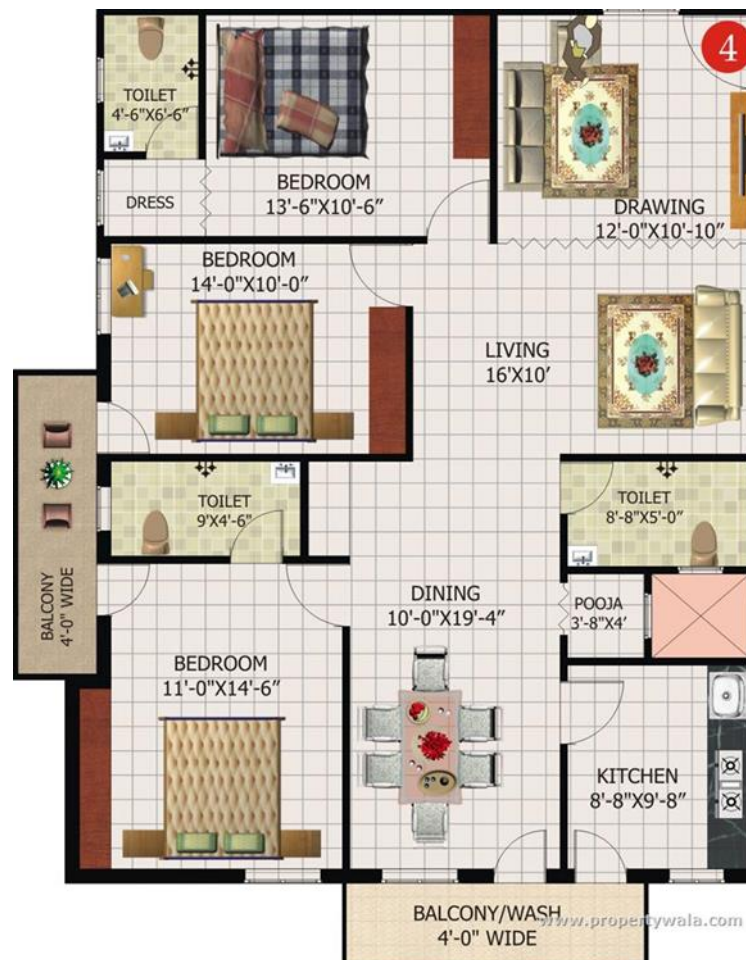 4
TOILET
4'-6"X6'-6"
DRESS
BEDROOM
13'-6"X10'-6"
DRAWING
12'-0"X10'-10"
BEDROOM
14'-0"X10'-0"
LIVING
16'X10'
TOILET
9'X4'-6"
TOILET
8'-8"X5'-0"
BALCONY
4'-0" WIDE
DINING
10'-0"X19'-4"
POOJA
3'-8"X4'
BEDROOM
11'-0"X14'-6"
KITCHEN
8'-8"X9'-8"
BALCONY/WASH
4'-0" WIDE
www.propertywala.com